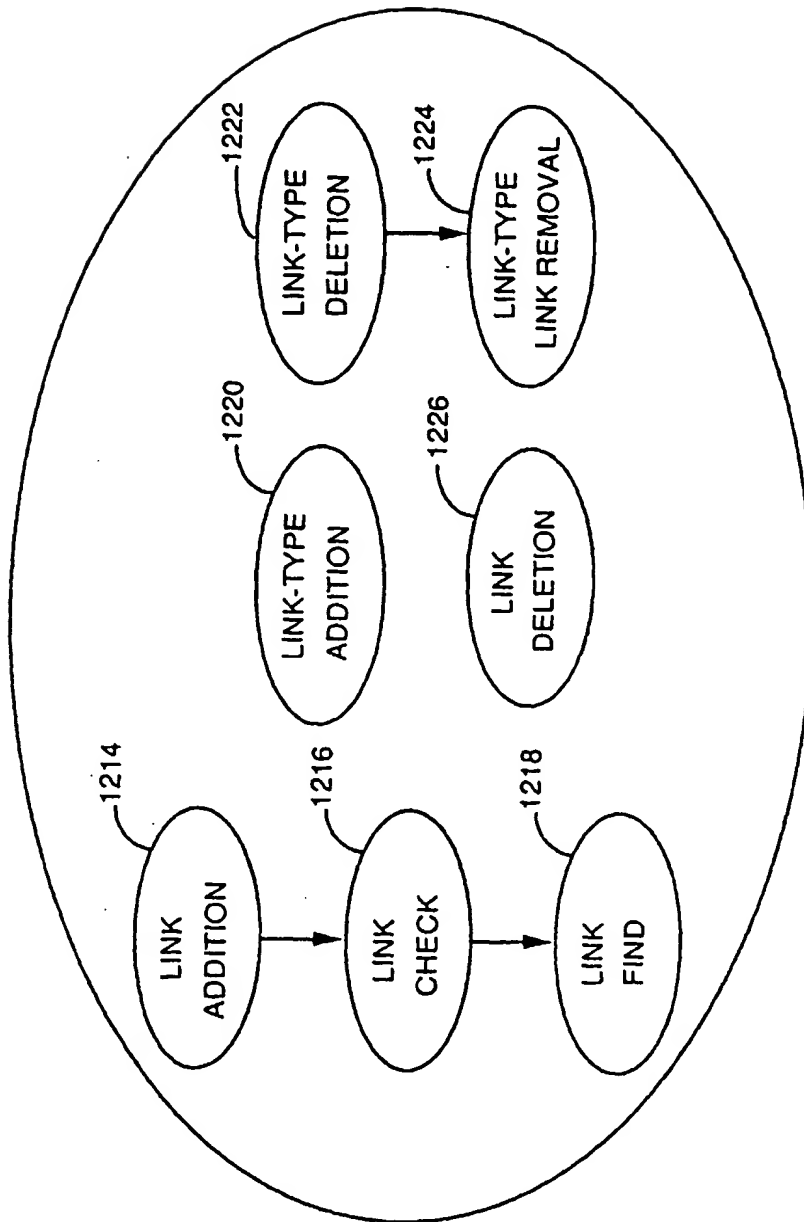 1214
LINK
ADDITION
1216
LINK
CHECK
1218
LINK
FIND
1220
LINK-TYPE
ADDITION
1226
LINK
DELETION
1222
LINK-TYPE
DELETION
1224
LINK-TYPE
LINK REMOVAL